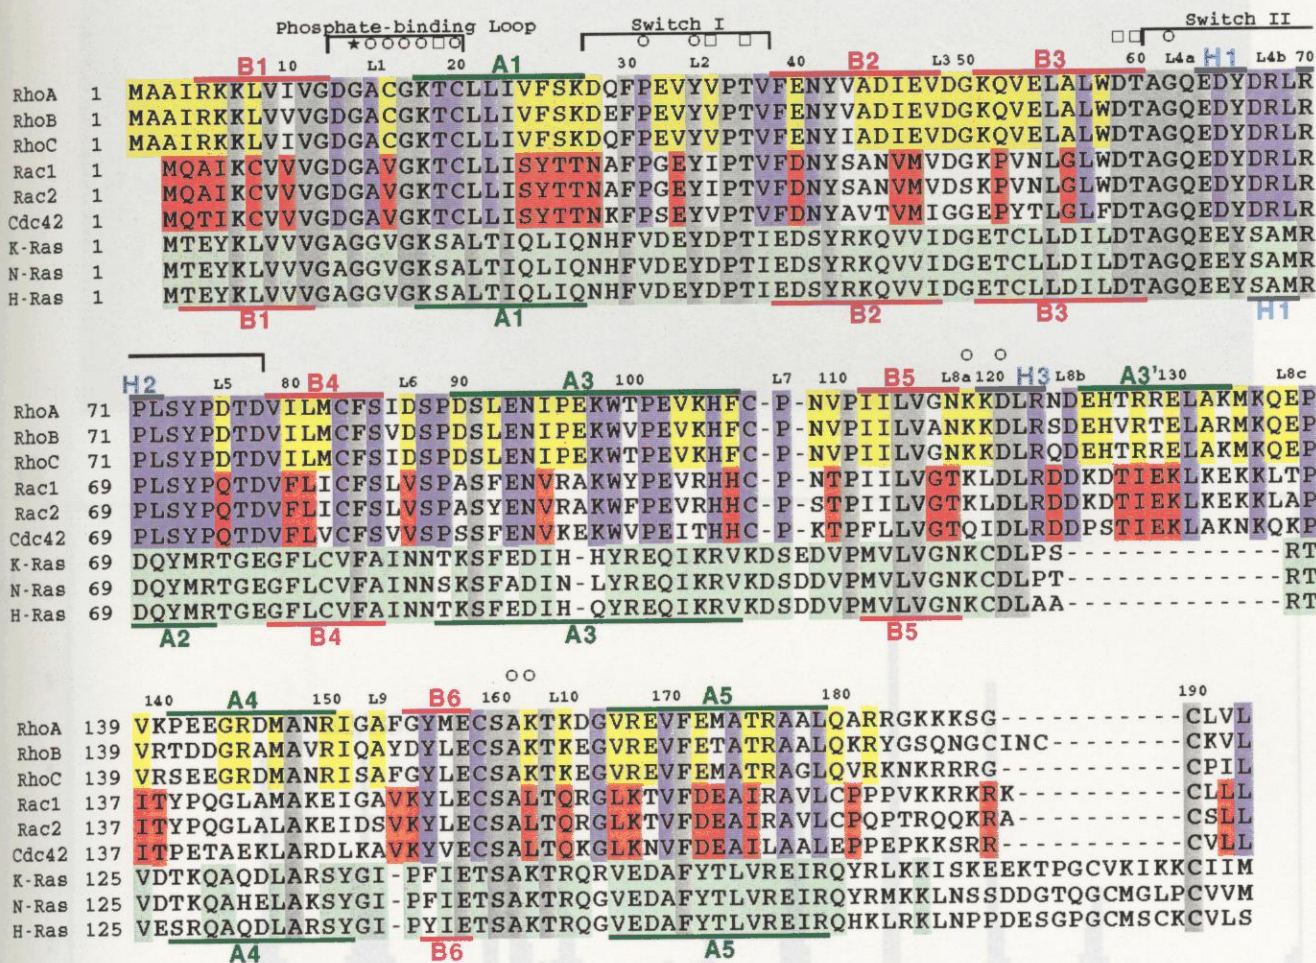 Phosphate-binding Loop Switch I Switch II
★○○○○□○ ○ ○□ □ □□ ○
B1 10 L1 20 A1 30 L2 40 B2 L3 50 B3 60 L4a H1 L4b 70
RhoA 1 MAAIRKKLVIVGDGACGKTCLLIVFSKDQFPEVYVPTVFENYVADIEVDGKQVELALWDTAGQEDYDRLR
RhoB 1 MAAIRKKLVVVGDGACGKTCLLIVFSKDEFPEVYVPTVFENYVADIEVDGKQVELALWDTAGQEDYDRLR
RhoC 1 MAAIRKKLVIVGDGACGKTCLLIVFSKDQFPEVYVPTVFENYIADIEVDGKQVELALWDTAGQEDYDRLR
Rac1 1 MQAIKCVVVGDGAVGKTCLLISYTTNAFPGEYIPTVFDNYSANVMVDGKPVNLGLWDTAGQEDYDRLR
Rac2 1 MQAIKCVVVGDGAVGKTCLLISYTTNAFPGEYIPTVFDNYSANVMVDSKPVNLGLWDTAGQEDYDRLR
Cdc42 1 MQTIKCVVVGDGAVGKTCLLISYTTNKFPSEYVPTVFDNYAVTVMIGGEPYTLGLFDTAGQEDYDRLR
K-Ras 1 MTEYKLVVVGAGGVGKSALTIQLIQNHFVDEYDPTIEDSYRKQVVIDGETCLLDILDTAGQEEYSAMR
N-Ras 1 MTEYKLVVVGAGGVGKSALTIQLIQNHFVDEYDPTIEDSYRKQVVIDGETCLLDILDTAGQEEYSAMR
H-Ras 1 MTEYKLVVVGAGGVGKSALTIQLIQNHFVDEYDPTIEDSYRKQVVIDGETCLLDILDTAGQEEYSAMR
B1 A1 B2 B3 H1
○ ○
H2 L5 80 B4 L6 90 A3 100 L7 110 B5 L8a 120 H3 L8b A3' 130 L8c
RhoA 71 PLSYPDTDVILMCFSIDSPDSLENIPEKWTPEVKHFC-P-NVPIILVGNKKDLRNDEHTRRELAKMKQEP
RhoB 71 PLSYPDTDVILMCFSVDSPDSLENIPEKWVPEVKHFC-P-NVPIILVANKKDLRSDEHVRTELARMKQEP
RhoC 71 PLSYPDTDVILMCFSIDSPDSLENIPEKWTPEVKHFC-P-NVPIILVGNKKDLRQDEHTRRELAKMKQEP
Rac1 69 PLSYPQTDVFLICFSLVSPASFENVRAKWYPEVRHHC-P-NTPIILVGTKLDLRDDKDTIEKLKEKKLTP
Rac2 69 PLSYPQTDVFLICFSLVSPASYENVRAKWFPEVRHHC-P-STPIILVGTKLDLRDDKDTIEKLKEKKLAP
Cdc42 69 PLSYPQTDVFLVCFSVVSPSSFENVKEKWVPEITHHC-P-KTPFLLVGTQIDLRDDPSTIEKLAKNKQKP
K-Ras 69 DQYMRTGEGFLCVFAINNTKSFEDIH-HYREQIKRVKDSEDVPMVLVGNKCDLPS-------------RT
N-Ras 69 DQYMRTGEGFLCVFAINNSKSFADIN-LYREQIKRVKDSDDVPMVLVGNKCDLPT-------------RT
H-Ras 69 DQYMRTGEGFLCVFAINNTKSFEDIH-QYREQIKRVKDSDDVPMVLVGNKCDLAA-------------RT
A2 B4 A3 B5
○○
140 A4 150 L9 B6 160 L10 170 A5 180 190
RhoA 139 VKPEEGRDMANRIGAFGYMECSAKTKDGVREVFEMATRAALQARRGKKKSG-----------CLVL
RhoB 139 VRTDDGRAMAVRIQAYDYLECSAKTKEGVREVFETATRAALQKRYGSQNGCINC--------CKVL
RhoC 139 VRSEEGRDMANRISAFGYLECSAKTKEGVREVFEMATRAGLQVRKNKRRRG-----------CPIL
Rac1 137 ITYPQGLAMAKEIGAVKYLECSALTQRGLKTVFDEAIRAVLCPPPVKKRKRK----------CLLL
Rac2 137 ITYPQGLALAKEIDSVKYLECSALTQRGLKTVFDEAIRAVLCPQPTRQQKRA----------CSLL
Cdc42 137 ITPETAEKLARDLKAVKYVECSALTQKGLKNVFDEAILAALEPPEPKKSRR-----------CVLL
K-Ras 125 VDTKQAQDLARSYGI-PFIETSAKTRQRVEDAFYTLVREIRQYRLKKISKEEKTPGCVKIKKCIIM
N-Ras 125 VDTKQAHELAKSYGI-PFIETSAKTRQGVEDAFYTLVREIRQYRMKKLNSSDDGTQGCMGLPCVVM
H-Ras 125 VESRQAQDLARSYGI-PYIETSAKTRQGVEDAFYTLVREIRQHKLRKLNPPDESGPGCMSCKCVLS
A4 B6 A5